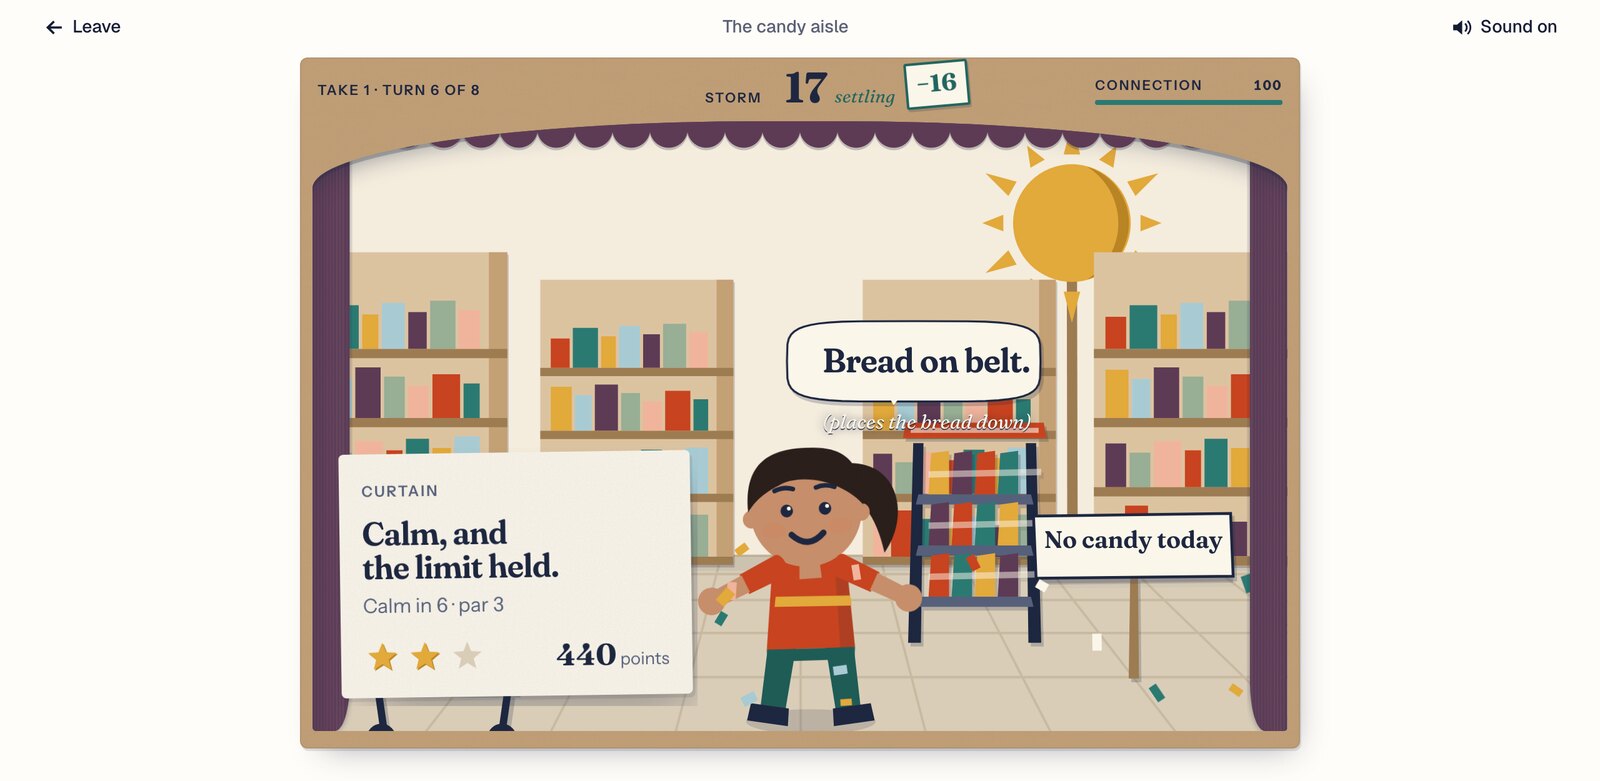 Leave
The candy aisle
Sound on
TAKE 1 · TURN 6 OF 8
STORM 17 settling −16
CONNECTION 100
Bread on belt.
(places the bread down)
CURTAIN
Calm, and
the limit held.
Calm in 6 · par 3
440 points
No candy today